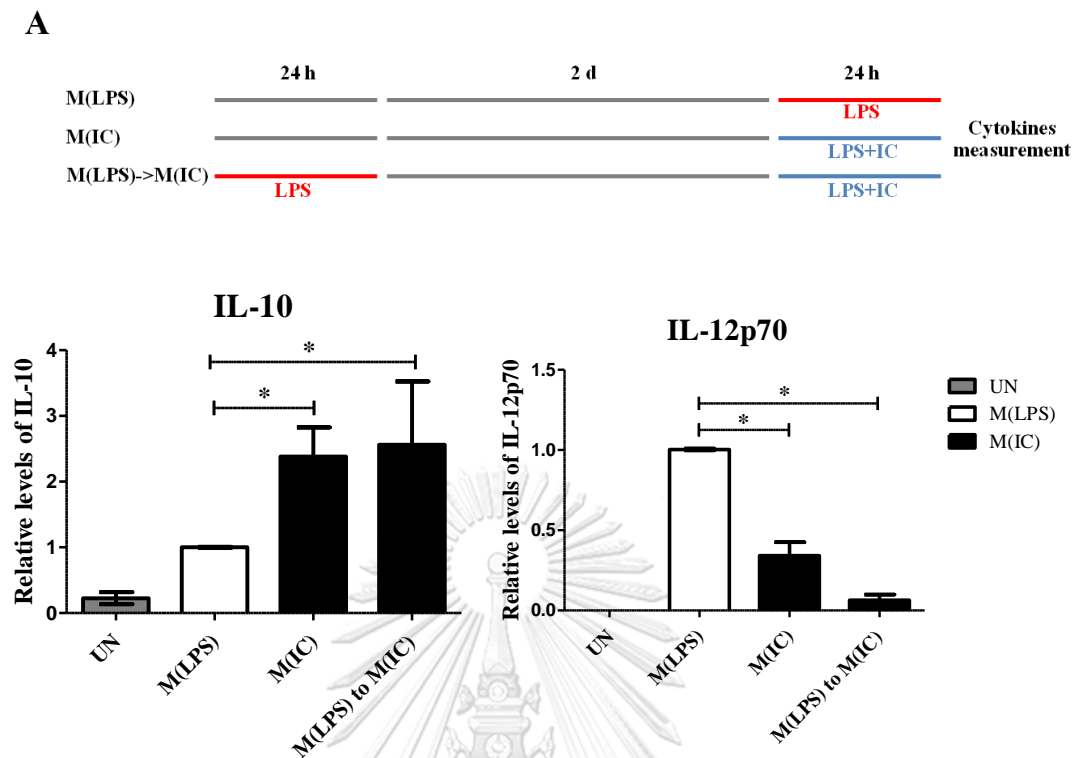 A
24 h 2 d 24 h
M(LPS)
LPS
M(IC)
LPS+IC
M(LPS)->M(IC)
LPS
LPS+IC
Cytokines
measurement
IL-10
Relative levels of IL-10
4
3
2
1
0
*
*
UN
M(LPS)
M(IC)
M(LPS) to M(IC)
IL-12p70
Relative levels of IL-12p70
1.5
1.0
0.5
0.0
*
*
UN
M(LPS)
M(IC)
M(LPS) to M(IC)
UN
M(LPS)
M(IC)